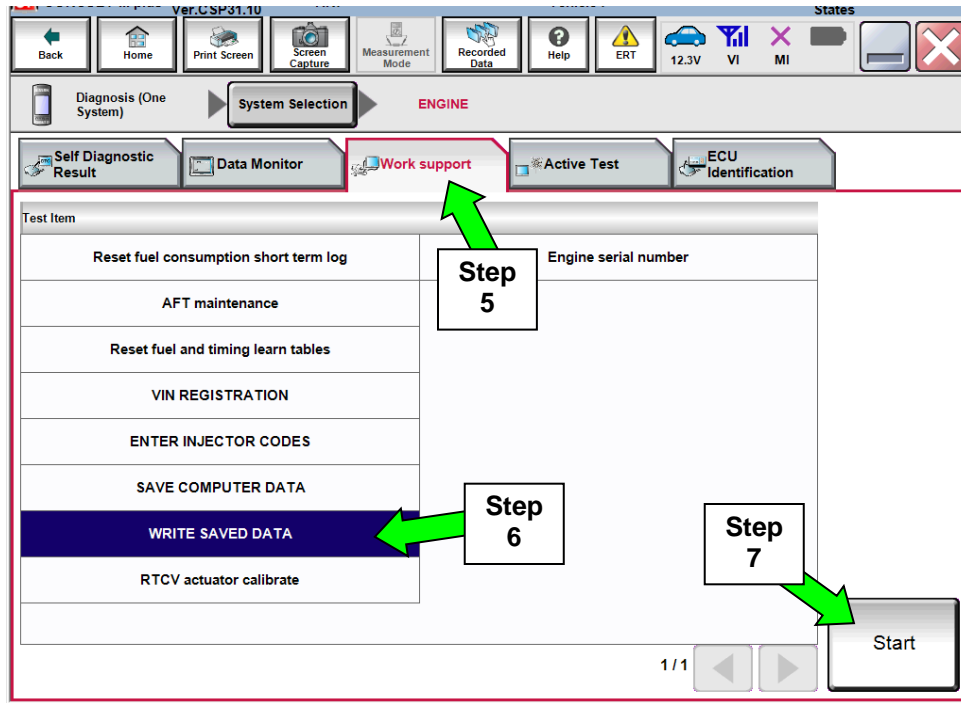 Ver.CSP31.10
States
Back
Home
Print Screen
Screen
Capture
Measurement
Mode
Recorded
Data
Help
ERT
12.3V
VI
MI
Diagnosis (One
System)
System Selection
ENGINE
Self Diagnostic
Result
Data Monitor
Work support
Active Test
ECU
Identification
Test Item
Reset fuel consumption short term log
Engine serial number
Step
5
AFT maintenance
Reset fuel and timing learn tables
VIN REGISTRATION
ENTER INJECTOR CODES
SAVE COMPUTER DATA
WRITE SAVED DATA
Step
6
Step
7
RTCV actuator calibrate
Start
1/1